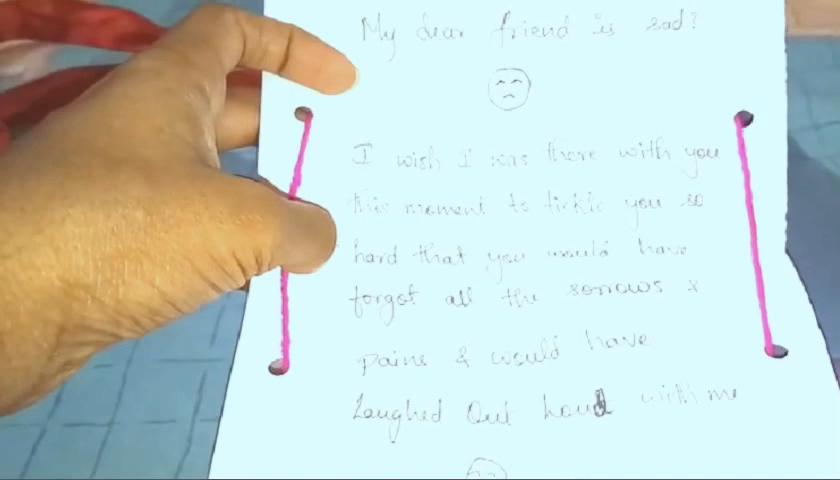 My dear friend is sad?
I wish I was there with you
this moment to tickle you so
hard that you would have
forgot all the sorrows &
pains & would have
Laughed Out houd with me